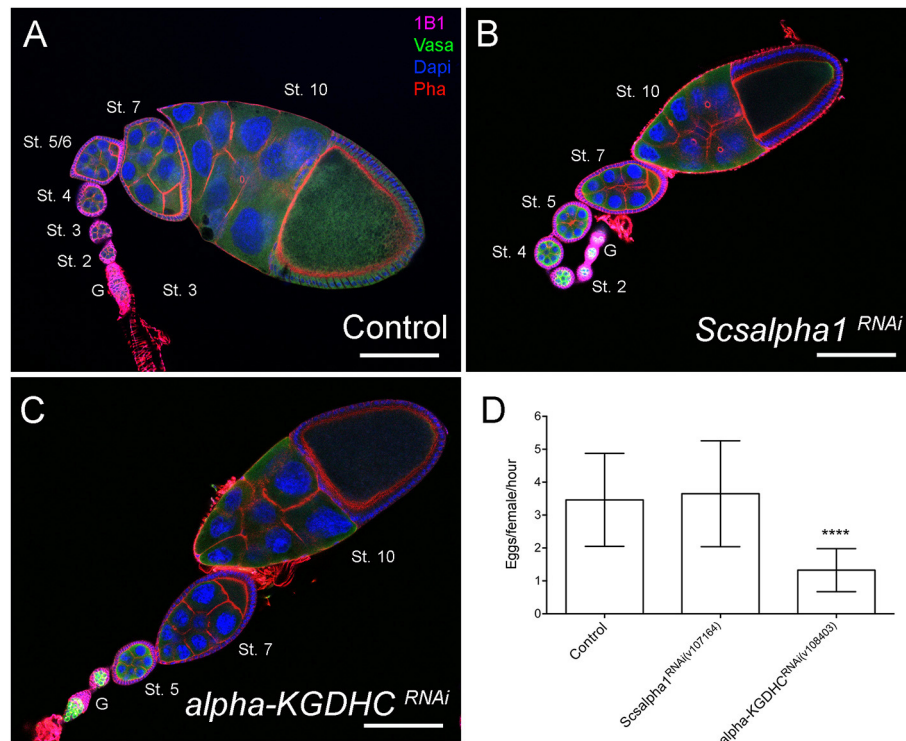 A
1B1
Vasa
Dapi
Pha
St. 10
St. 7
St. 5/6
St. 4
St. 3
St. 2
G
St. 3
Control
B
St. 10
St. 7
St. 5
St. 4
G
St. 2
Scsalpha1 RNAi
C
St. 10
St. 7
St. 5
G
alpha-KGDHC RNAi
D
Eggs/female/hour
6
5
4
3
2
1
0
****
Control
Scsalpha1RNAi(v107164)
alpha-KGDHCRNAi(v108403)